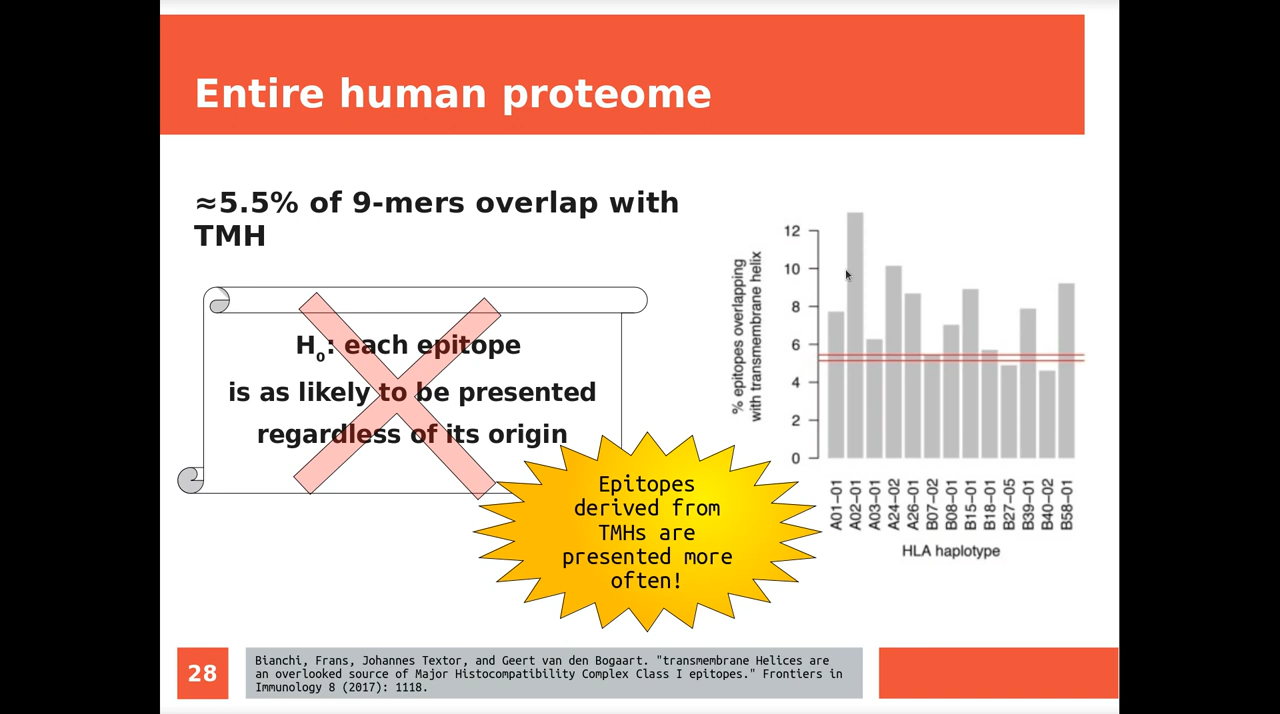 Entire human proteome
≈5.5% of 9-mers overlap with
TMH
H0: each epitope
is as likely to be presented
regardless of its origin
Epitopes
derived from
TMHs are
presented more
often!
% epitopes overlapping
with transmembrane helix
12
10
8
6
4
2
0
A01–01
A02–01
A03–01
A24–02
A26–01
B07–02
B08–01
B15–01
B18–01
B27–05
B39–01
B40–02
B58–01
HLA haplotype
28
Bianchi, Frans, Johannes Textor, and Geert van den Bogaart. "transmembrane Helices are
an overlooked source of Major Histocompatibility Complex Class I epitopes." Frontiers in
Immunology 8 (2017): 1118.